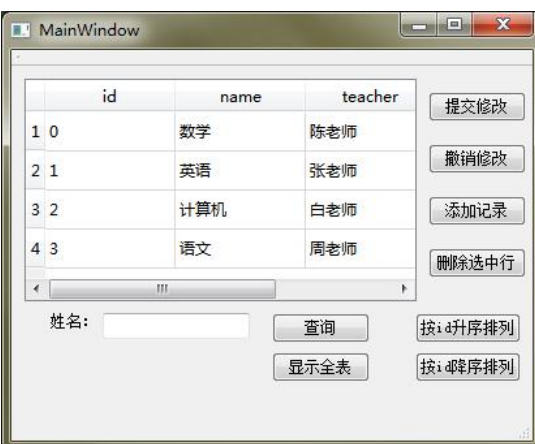 MainWindow
id name teacher
1 0 数学 陈老师
2 1 英语 张老师
3 2 计算机 白老师
4 3 语文 周老师
提交修改
撤销修改
添加记录
删除选中行
姓名: 查询 按id升序排列
显示全表 按id降序排列